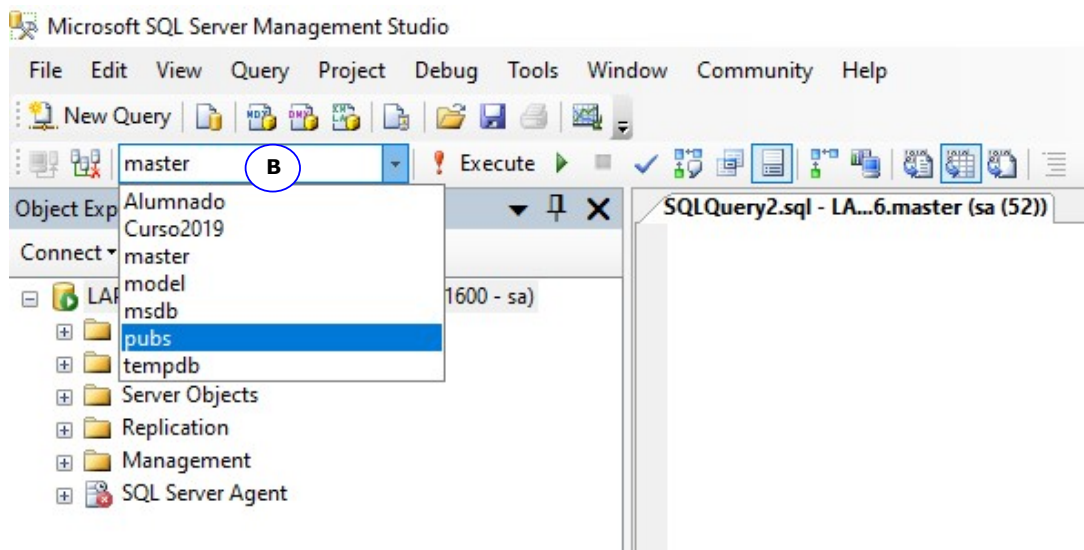 Microsoft SQL Server Management Studio
File Edit View Query Project Debug Tools Window Community Help
New Query
master B Execute
Object Exp
SQLQuery2.sql - LA...6.master (sa (52))
Alumnado
Curso2019
Connect
master
model
LAP 1600 - sa)
msdb
pubs
tempdb
Server Objects
Replication
Management
SQL Server Agent